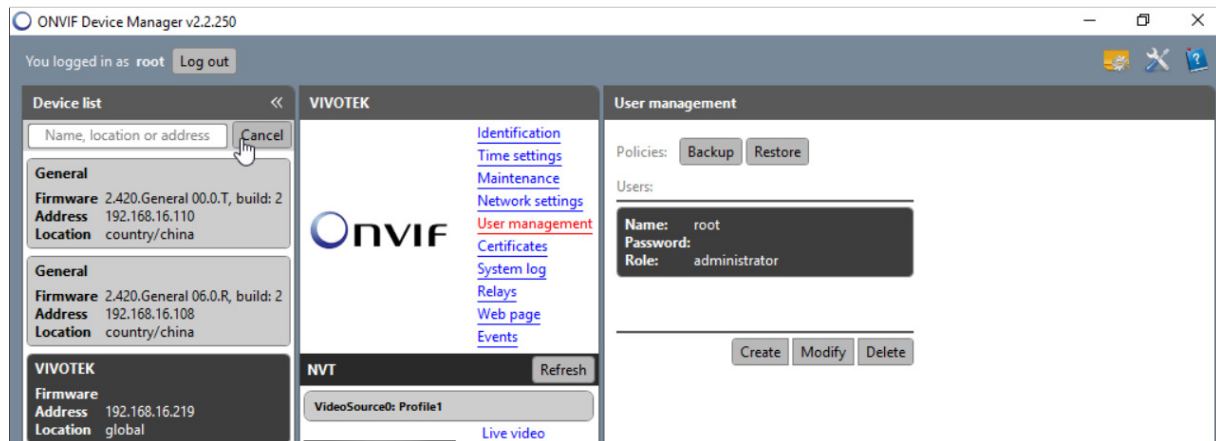 ONVIF Device Manager v2.2.250
You logged in as root Log out
Device list «
Name, location or address Cancel
General
Firmware 2.420.General 00.0.T, build: 2
Address 192.168.16.110
Location country/china
General
Firmware 2.420.General 06.0.R, build: 2
Address 192.168.16.108
Location country/china
VIVOTEK
Firmware
Address 192.168.16.219
Location global
VIVOTEK
ONVIF
Identification
Time settings
Maintenance
Network settings
User management
Certificates
System log
Relays
Web page
Events
NVT Refresh
VideoSource0: Profile1
Live video
User management
Policies: Backup Restore
Users:
Name: root
Password:
Role: administrator
Create Modify Delete